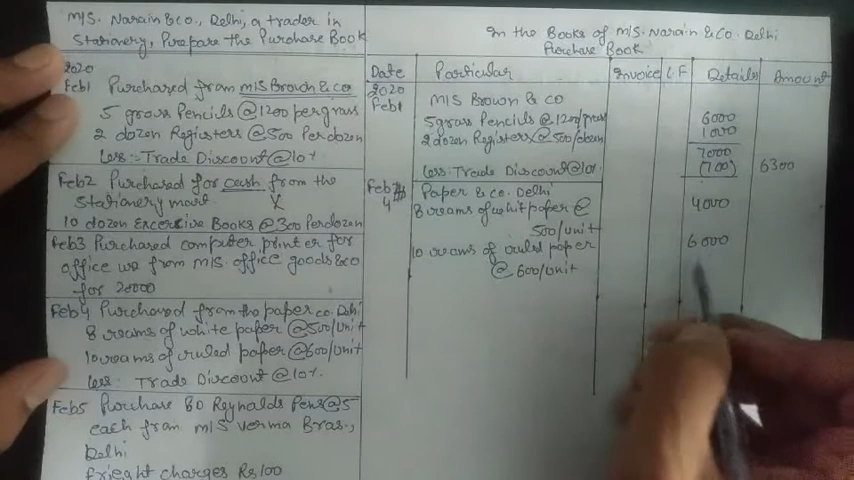 M/S. Narain & co., Delhi, a trader in
Stationery, Prepare the Purchase Book
2020
Feb1 Purchased from M/S Brown & co
5 gross Pencils @ 1200 per gross
2 dozen Registers @ 500 Per dozen
Less:- Trade Discount @ 10%
Feb2 Purchased for cash from the
Stationery mart X
10 dozen Excersive Books @ 300 Perdozen
Feb3 Purchased computer printer for
office use from M/S. office goods & co
for 20000
Feb4 Purchased from the paper co. Delhi
8 reams of white paper @ 500/Unit
10 reams of ruled paper @ 600/Unit
Less: Trade Discount @ 10%
Feb5 Purchase 80 Reynalds Pens @ 5
each from M/S verma Bras.,
Delhi
frieght charges Rs 100
In the Books of M/S. Narain & Co. Delhi
Purchase Book
Date Particular Invoice L.F Details Amount
2020
Feb1 M/S Brown & co
5 gross Pencils @ 1200/gross 6000
2 dozen Registers @ 500/dozen 1000
7000
Less: Trade Discount @ 10% (700) 6300
Feb
4 Paper & co. Delhi
8 reams of whit paper @ 4000
500/unit
10 reams of ruled paper 6000
@ 600/Unit